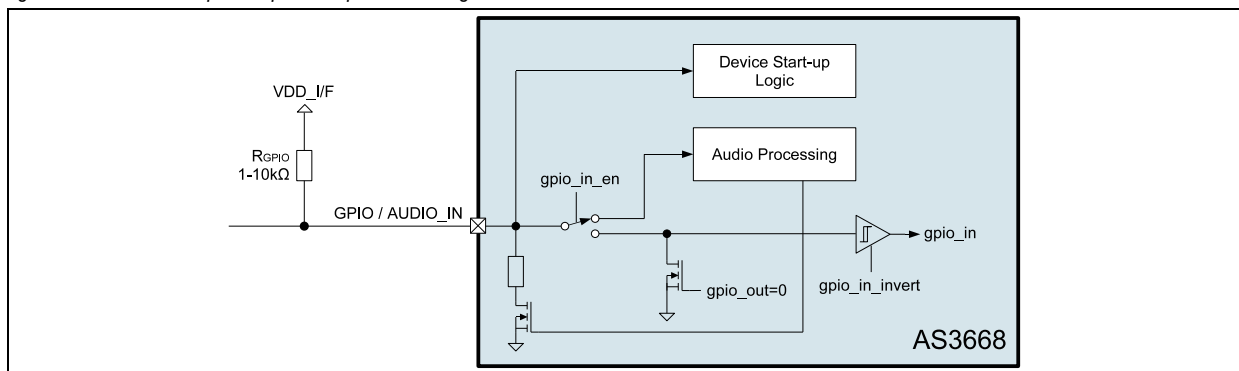 Device Start-up
Logic
VDD_I/F
RGPIO
1-10kΩ
Audio Processing
gpio_in_en
GPIO / AUDIO_IN
gpio_in
gpio_out=0
gpio_in_invert
AS3668